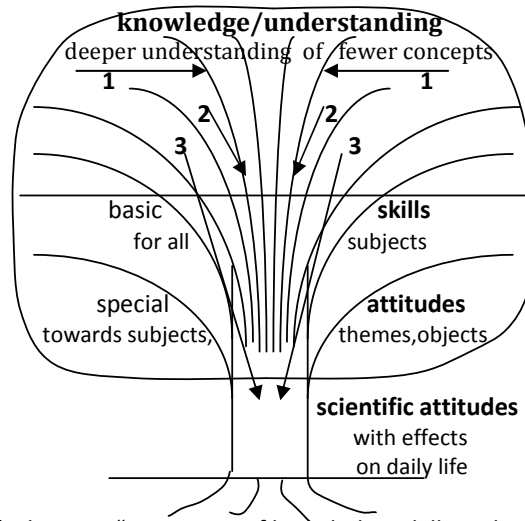 knowledge/understanding
deeper understanding of fewer concepts
1 1
2 2
3 3
basic skills
for all subjects
special attitudes
towards subjects, themes,objects
scientific attitudes
with effects
on daily life